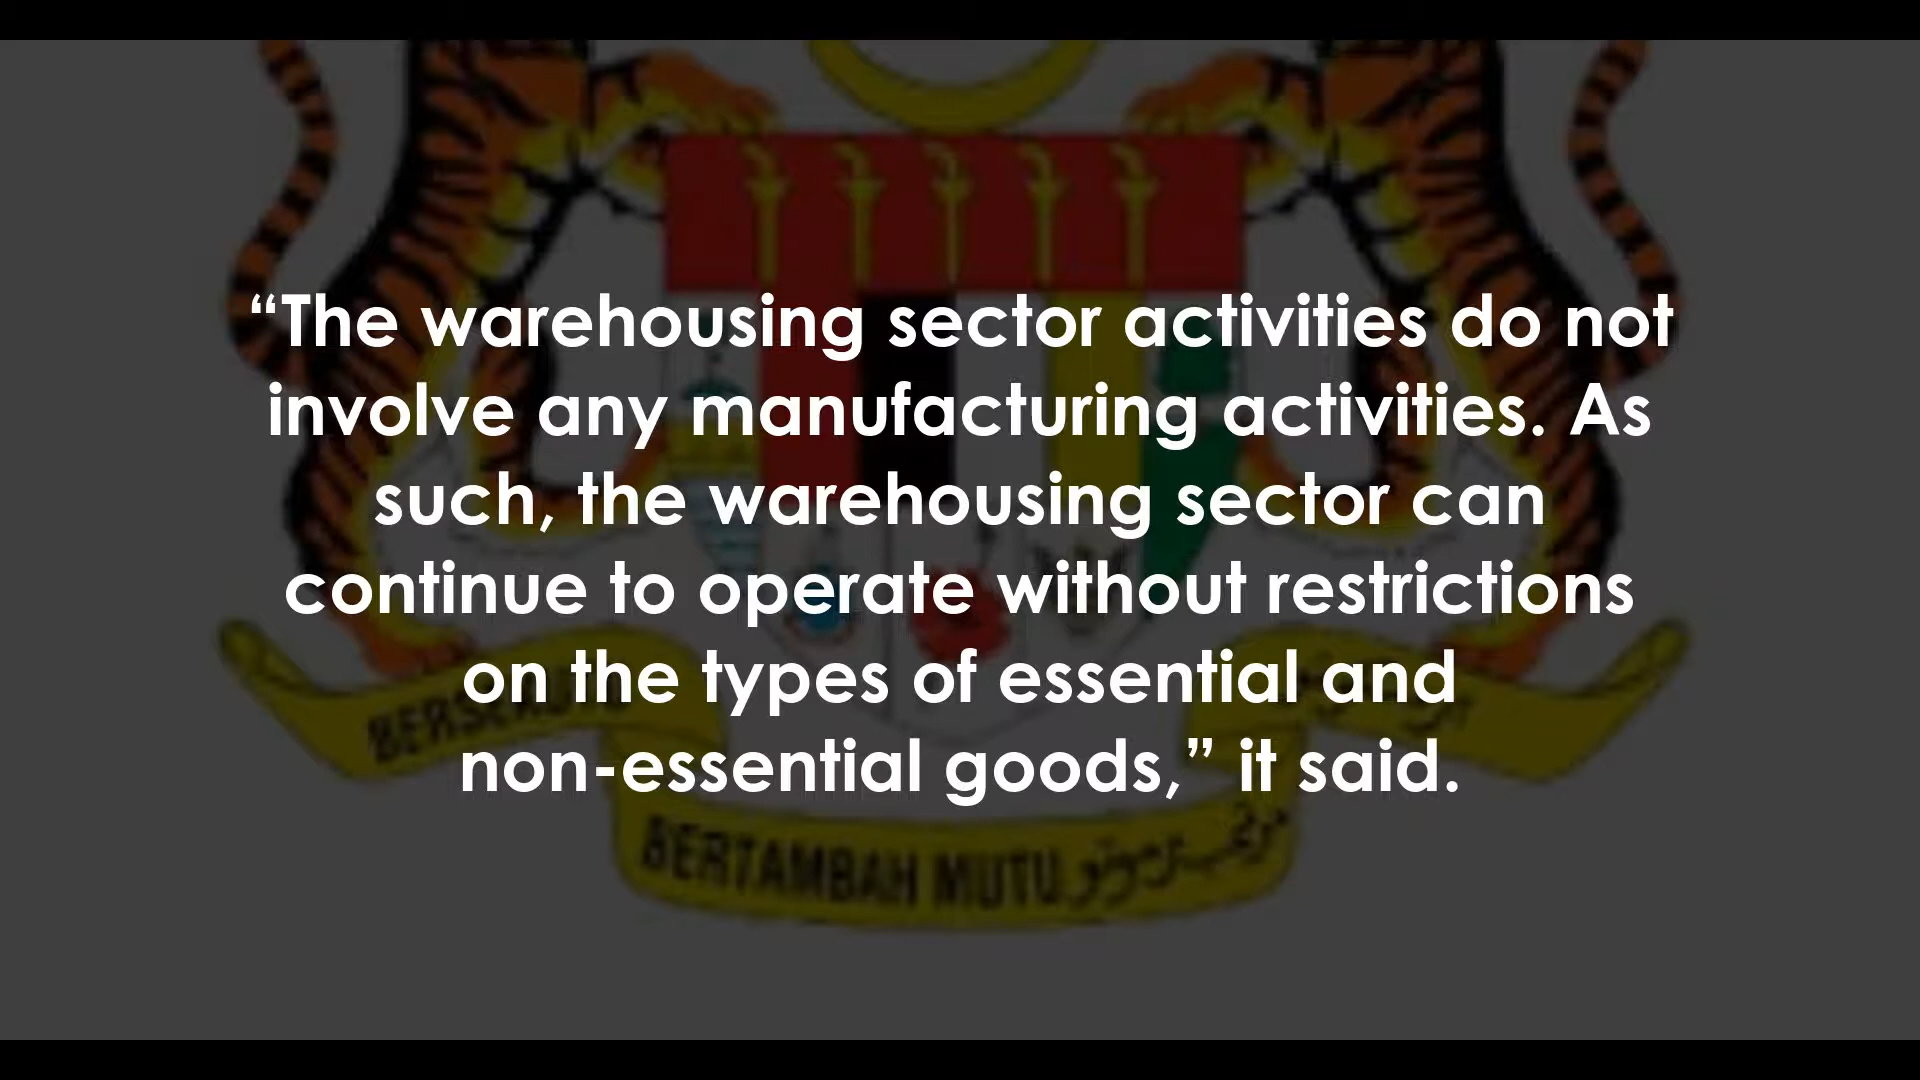 “The warehousing sector activities do not
involve any manufacturing activities. As
such, the warehousing sector can
continue to operate without restrictions
on the types of essential and
non-essential goods,” it said.
BERTAMBAH MUTU